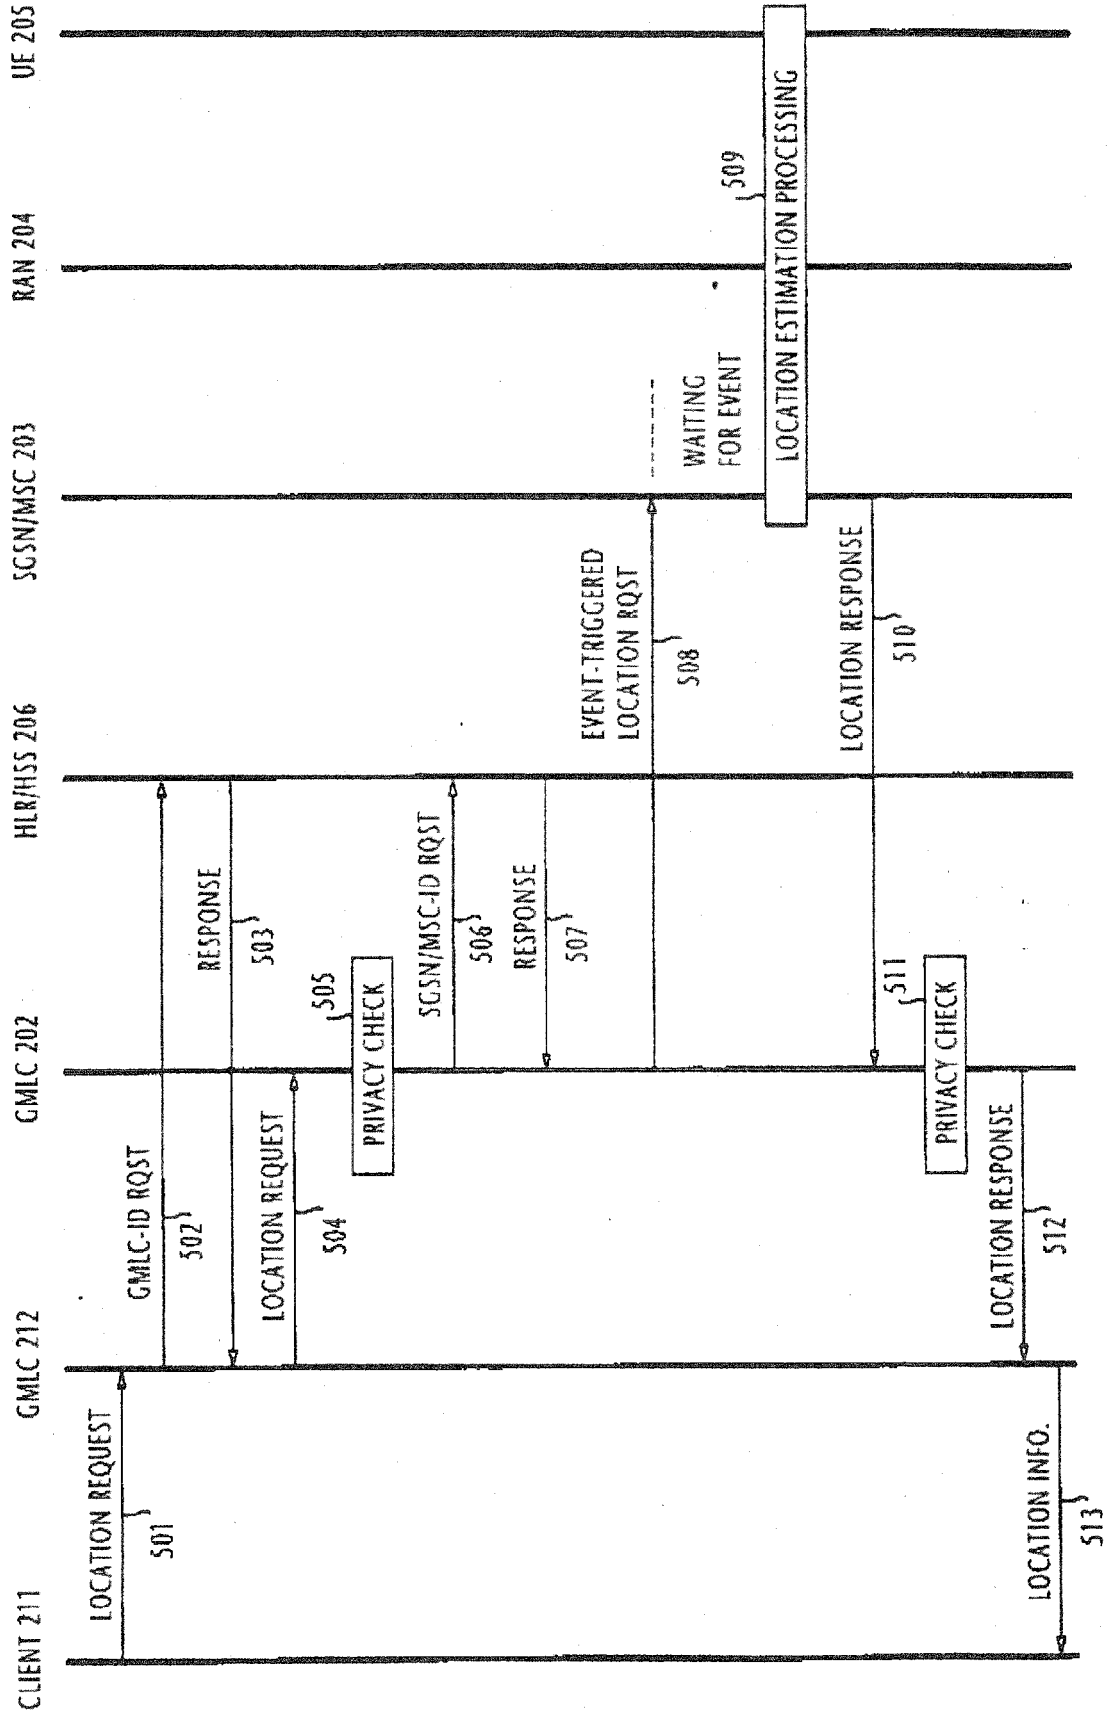 CLIENT 211
GMLC 212
GMLC 202
HLR/HSS 206
SGSN/MSC 203
RAN 204
UE 205
LOCATION REQUEST
501
GMLC-ID RQST
502
RESPONSE
503
LOCATION REQUEST
504
505
PRIVACY CHECK
SGSN/MSC-ID RQST
506
RESPONSE
507
EVENT-TRIGGERED
LOCATION RQST
508
WAITING
FOR EVENT
509
LOCATION ESTIMATION PROCESSING
LOCATION RESPONSE
510
511
PRIVACY CHECK
LOCATION RESPONSE
512
LOCATION INFO.
513